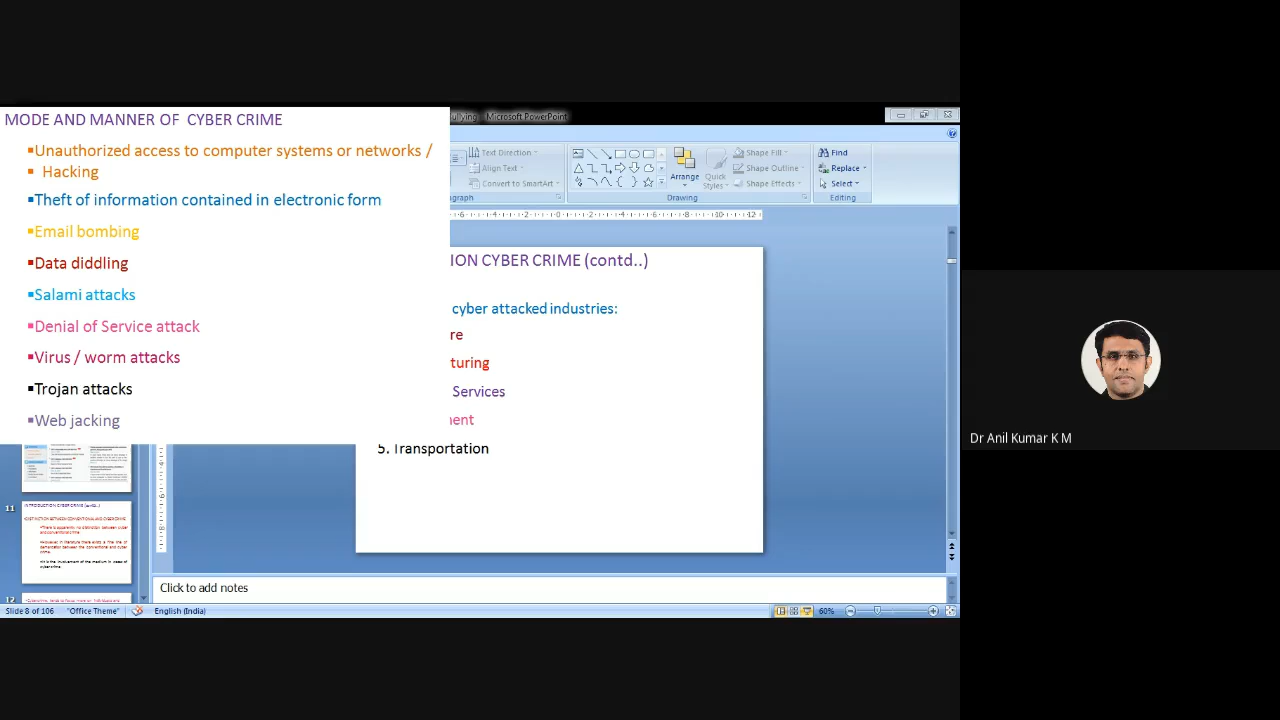 MODE AND MANNER OF CYBER CRIME
▪Unauthorized access to computer systems or networks /
▪ Hacking
▪Theft of information contained in electronic form
▪Email bombing
▪Data diddling
▪Salami attacks
▪Denial of Service attack
▪Virus / worm attacks
▪Trojan attacks
▪Web jacking
Microsoft PowerPoint
Text Direction
Align Text
Convert to SmartArt
Arrange
Quick
Styles
Shape Fill
Shape Outline
Shape Effects
Find
Replace
Select
Drawing
Editing
ION CYBER CRIME (contd..)
cyber attacked industries:
re
turing
Services
5. Transportation
11
12
Click to add notes
Slide 8 of 106
"Office Theme"
English (India)
60%
Dr Anil Kumar K M